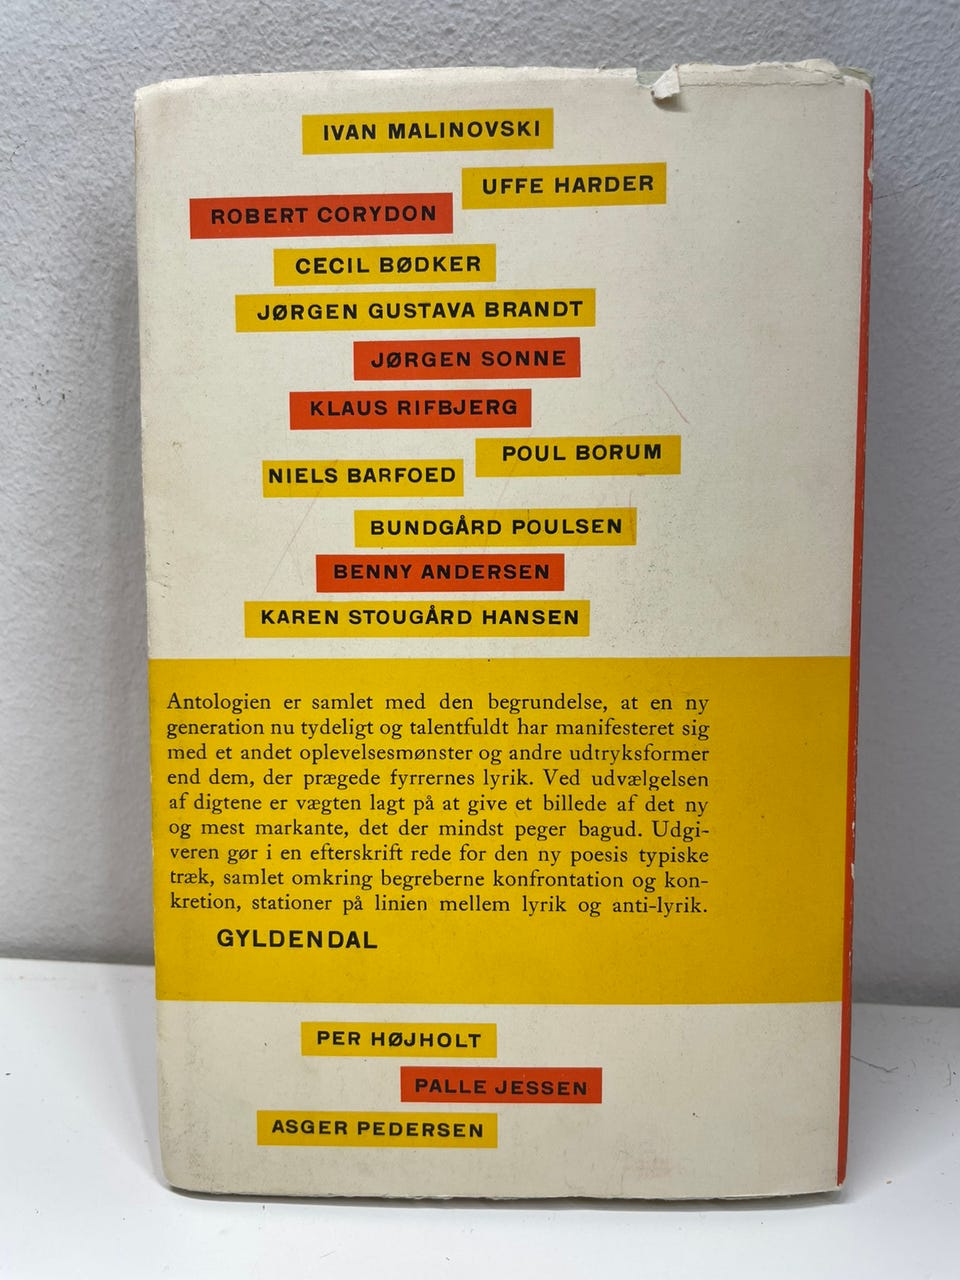 IVAN MALINOVSKI
UFFE HARDER
ROBERT CORYDON
CECIL BØDKER
JØRGEN GUSTAVA BRANDT
JØRGEN SONNE
KLAUS RIFBJERG
POUL BORUM
NIELS BARFOED
BUNDGÅRD POULSEN
BENNY ANDERSEN
KAREN STOUGÅRD HANSEN
Antologien er samlet med den begrundelse, at en ny
generation nu tydeligt og talentfuldt har manifesteret sig
med et andet oplevelsesmønster og andre udtryksformer
end dem, der prægede fyrrernes lyrik. Ved udvælgelsen
af digtene er vægten lagt på at give et billede af det ny
og mest markante, det der mindst peger bagud. Udgi-
veren gør i en efterskrift rede for den ny poesis typiske
træk, samlet omkring begreberne konfrontation og kon-
kretion, stationer på linien mellem lyrik og anti-lyrik.
GYLDENDAL
PER HØJHOLT
PALLE JESSEN
ASGER PEDERSEN